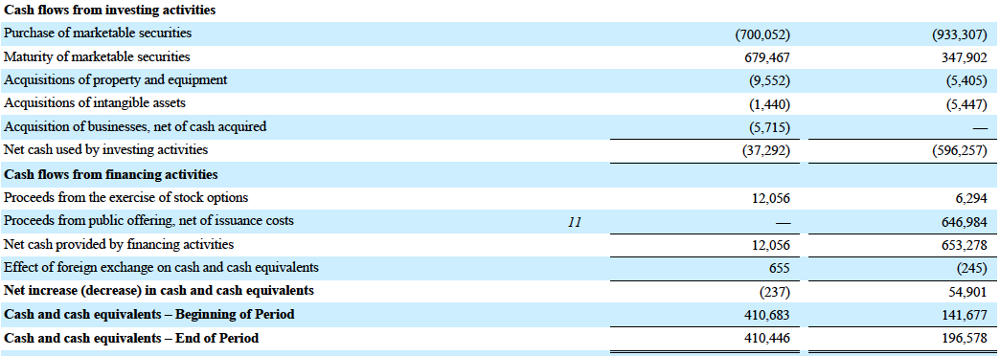 Cash flows from investing activities
Purchase of marketable securities (700,052) (933,307)
Maturity of marketable securities 679,467 347,902
Acquisitions of property and equipment (9,552) (5,405)
Acquisitions of intangible assets (1,440) (5,447)
Acquisition of businesses, net of cash acquired (5,715) —
Net cash used by investing activities (37,292) (596,257)
Cash flows from financing activities
Proceeds from the exercise of stock options 12,056 6,294
Proceeds from public offering, net of issuance costs 11 — 646,984
Net cash provided by financing activities 12,056 653,278
Effect of foreign exchange on cash and cash equivalents 655 (245)
Net increase (decrease) in cash and cash equivalents (237) 54,901
Cash and cash equivalents – Beginning of Period 410,683 141,677
Cash and cash equivalents – End of Period 410,446 196,578